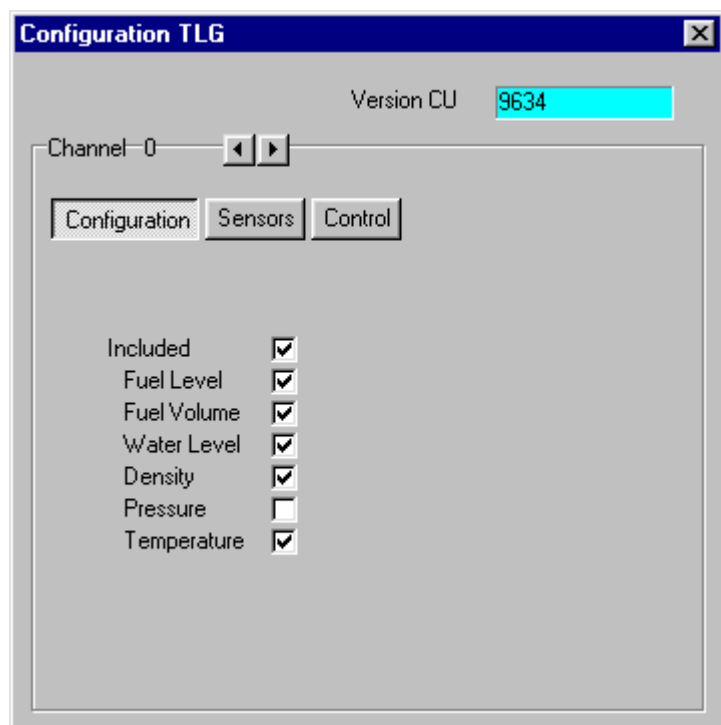 Configuration TLG
Version CU 9634
Channel 0
Configuration Sensors Control
Included
Fuel Level
Fuel Volume
Water Level
Density
Pressure
Temperature